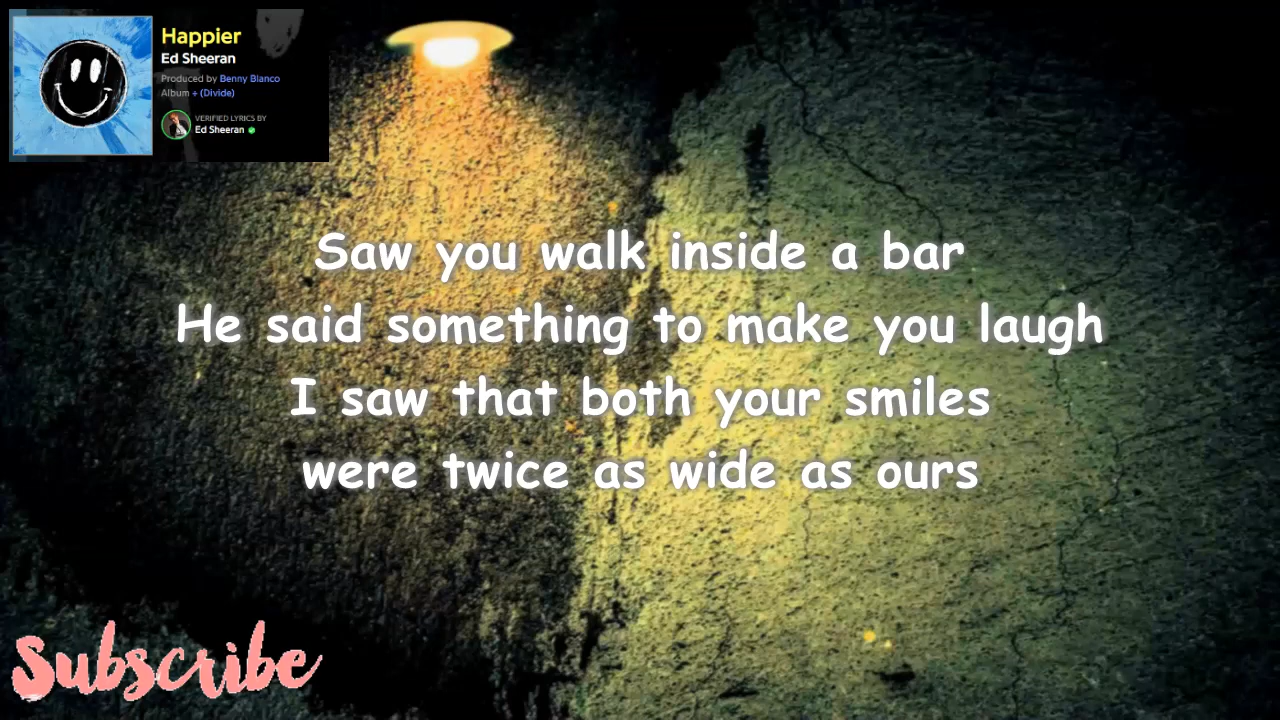 Happier
Ed Sheeran
Produced by Benny Blanco
Album ÷ (Divide)
VERIFIED LYRICS BY
Ed Sheeran
Saw you walk inside a bar
He said something to make you laugh
I saw that both your smiles
were twice as wide as ours
Subscribe